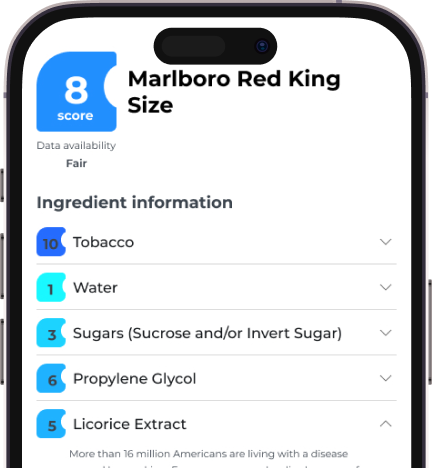 8
score
Marlboro Red King
Size
Data availability
Fair
Ingredient information
10 Tobacco
1 Water
3 Sugars (Sucrose and/or Invert Sugar)
6 Propylene Glycol
5 Licorice Extract
More than 16 million Americans are living with a disease